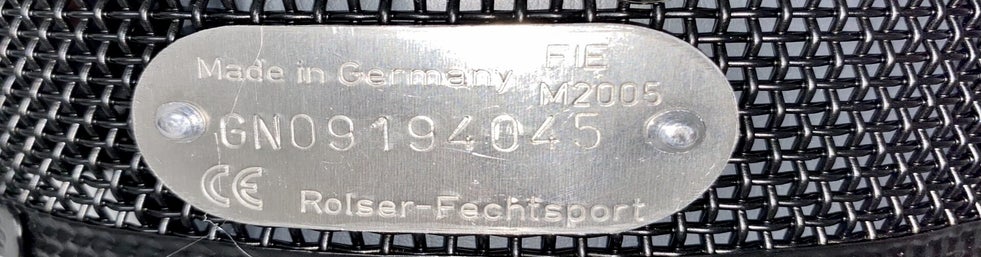 FIE
Made in Germany M2005
GN09194045
CE Rolser-Fechtsport